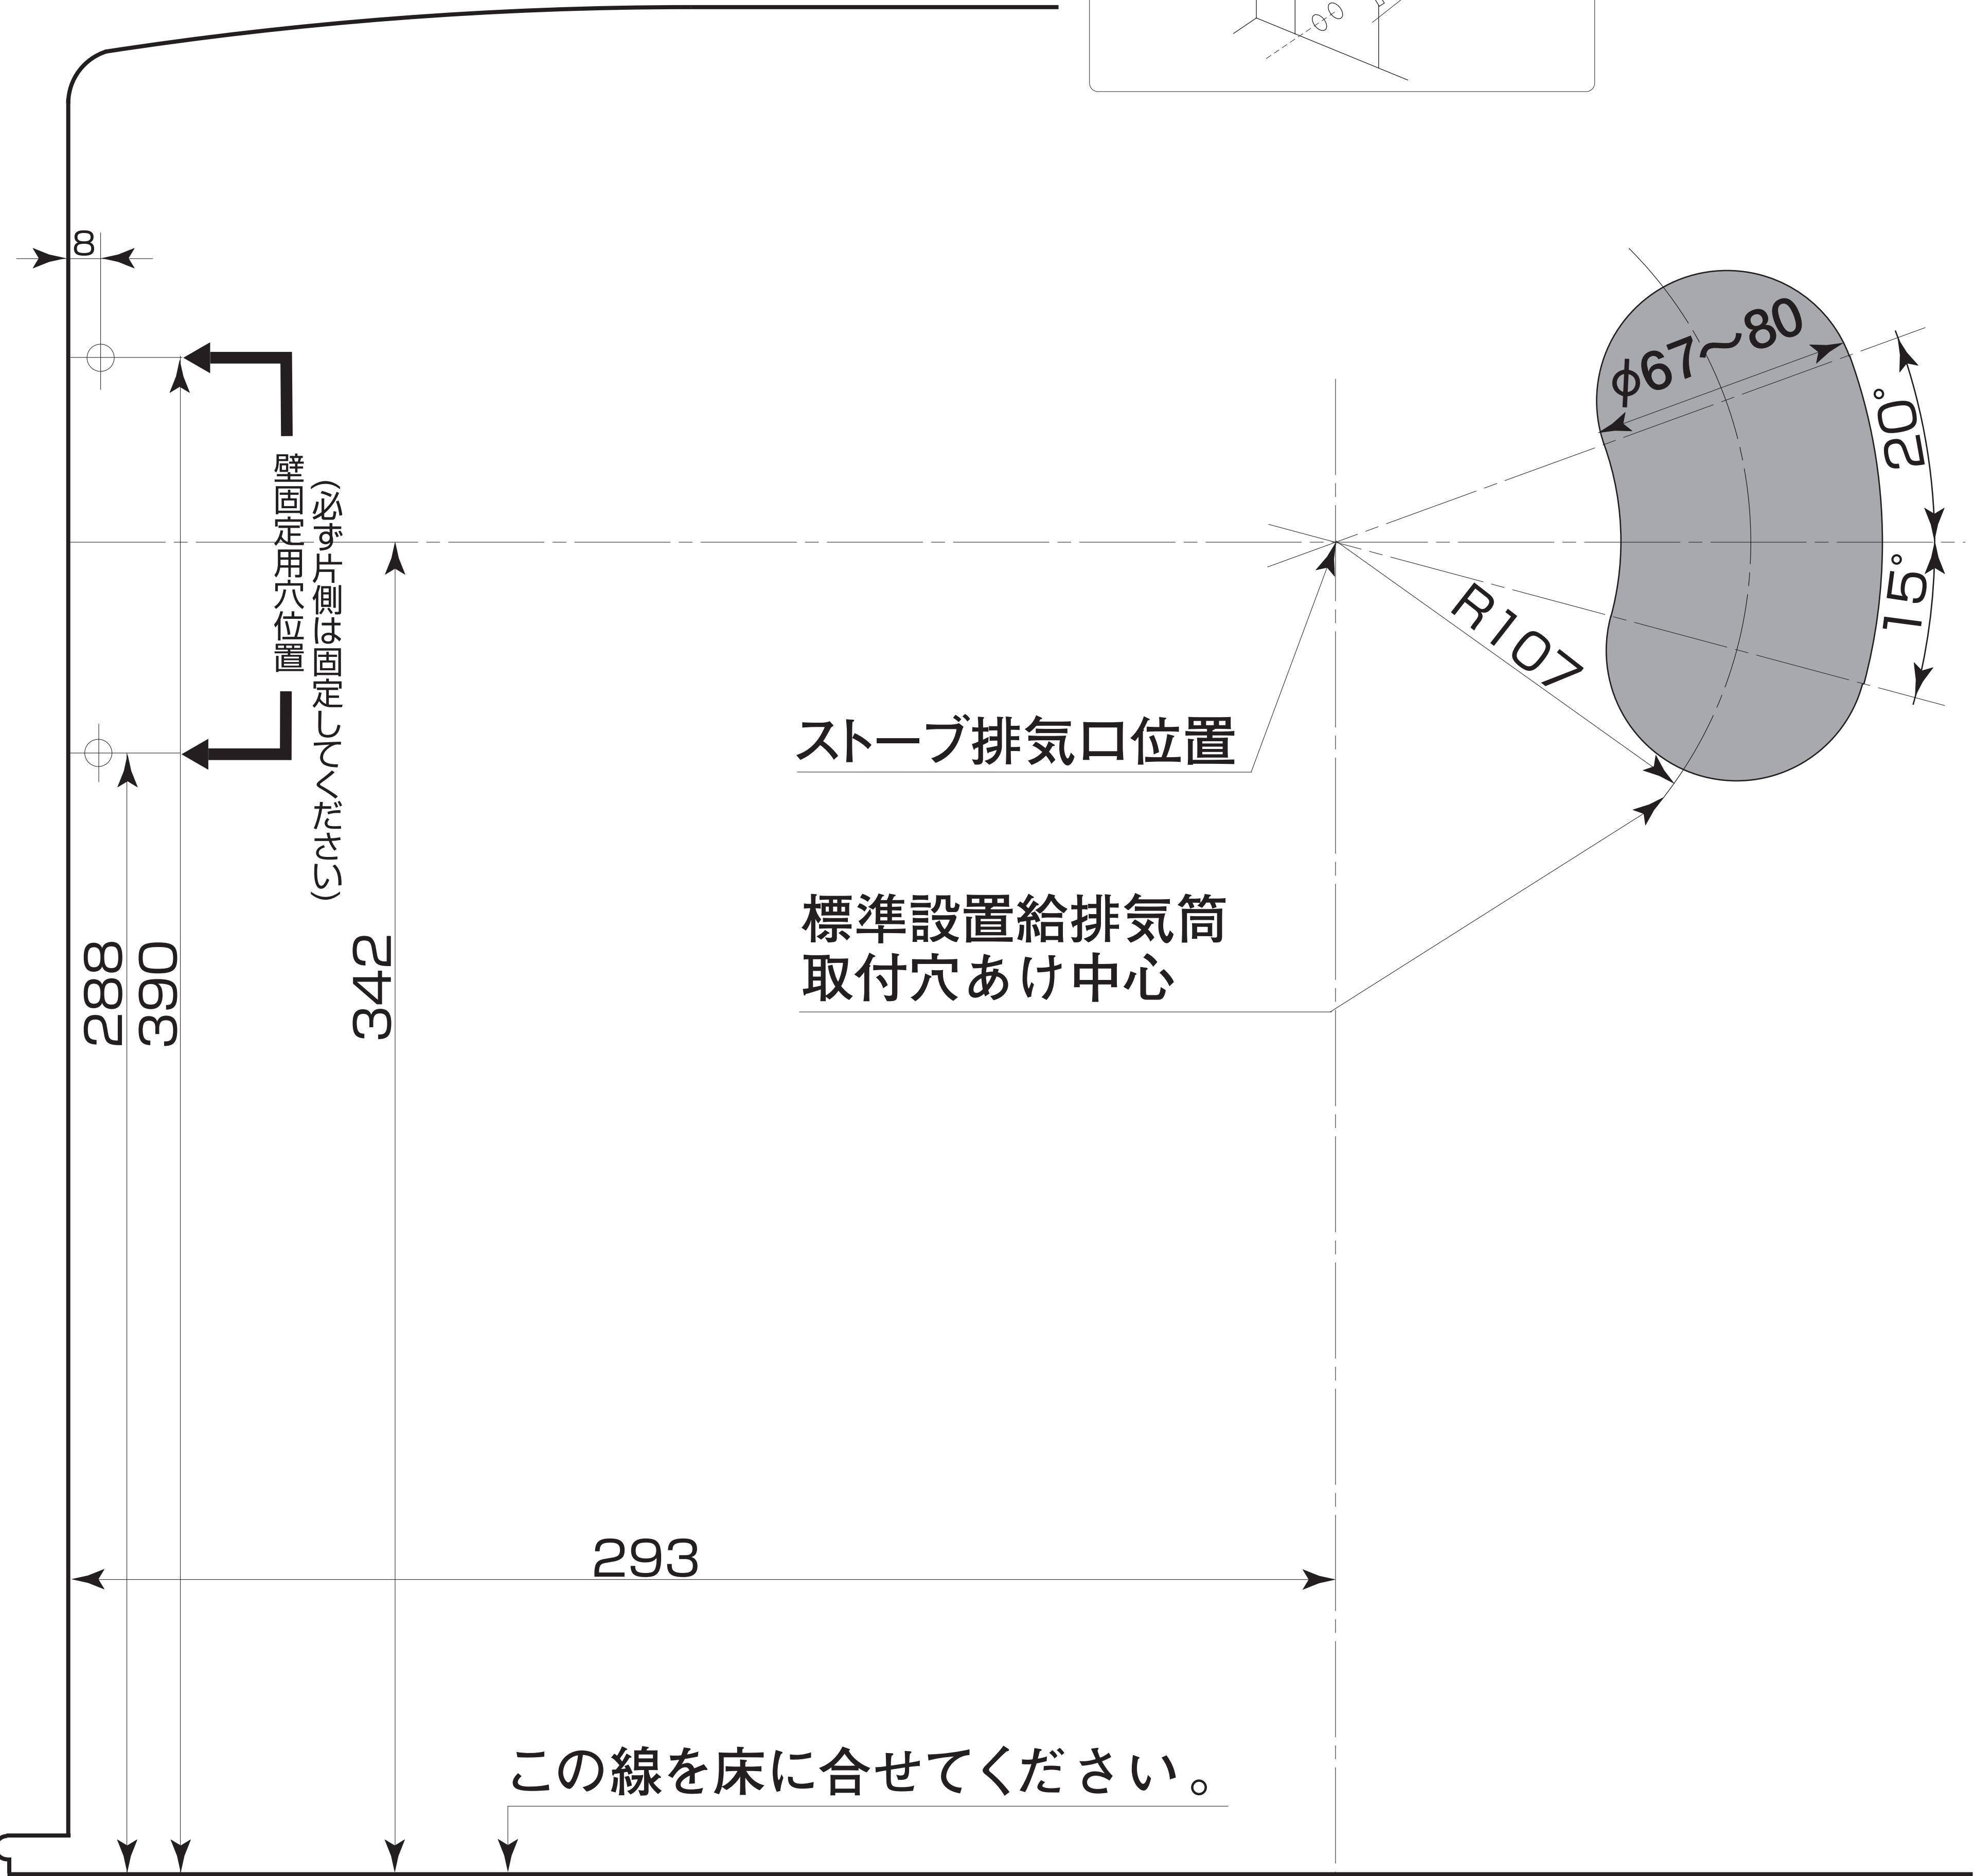 8
φ67～80
20°
15°
R107
壁固定用穴位置
(必ず片側は固定してください)
ストーブ排気口位置
標準設置給排気筒
取付穴あけ中心
288
390
342
293
この線を床に合せてください。